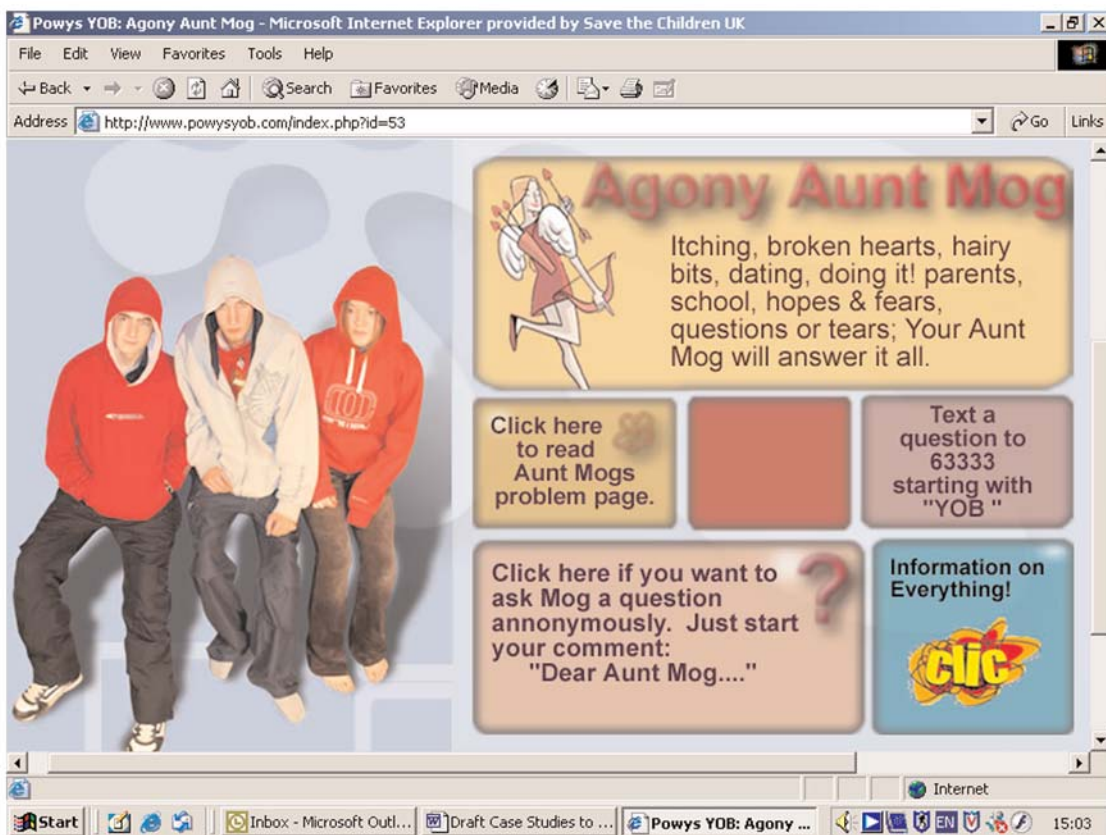 Powys YOB: Agony Aunt Mog - Microsoft Internet Explorer provided by Save the Children UK
File Edit View Favorites Tools Help
Back Search Favorites Media
Address http://www.powysyob.com/index.php?id=53 Go Links
Agony Aunt Mog
Itching, broken hearts, hairy
bits, dating, doing it! parents,
school, hopes & fears,
questions or tears; Your Aunt
Mog will answer it all.
Click here
to read
Aunt Mogs
problem page.
Text a
question to
63333
starting with
"YOB "
Click here if you want to
ask Mog a question
annonymously. Just start
your comment:
"Dear Aunt Mog...."
?
Information on
Everything!
clic
Internet
Start Inbox - Microsoft Outl... Draft Case Studies to ... Powys YOB: Agony ... EN 15:03